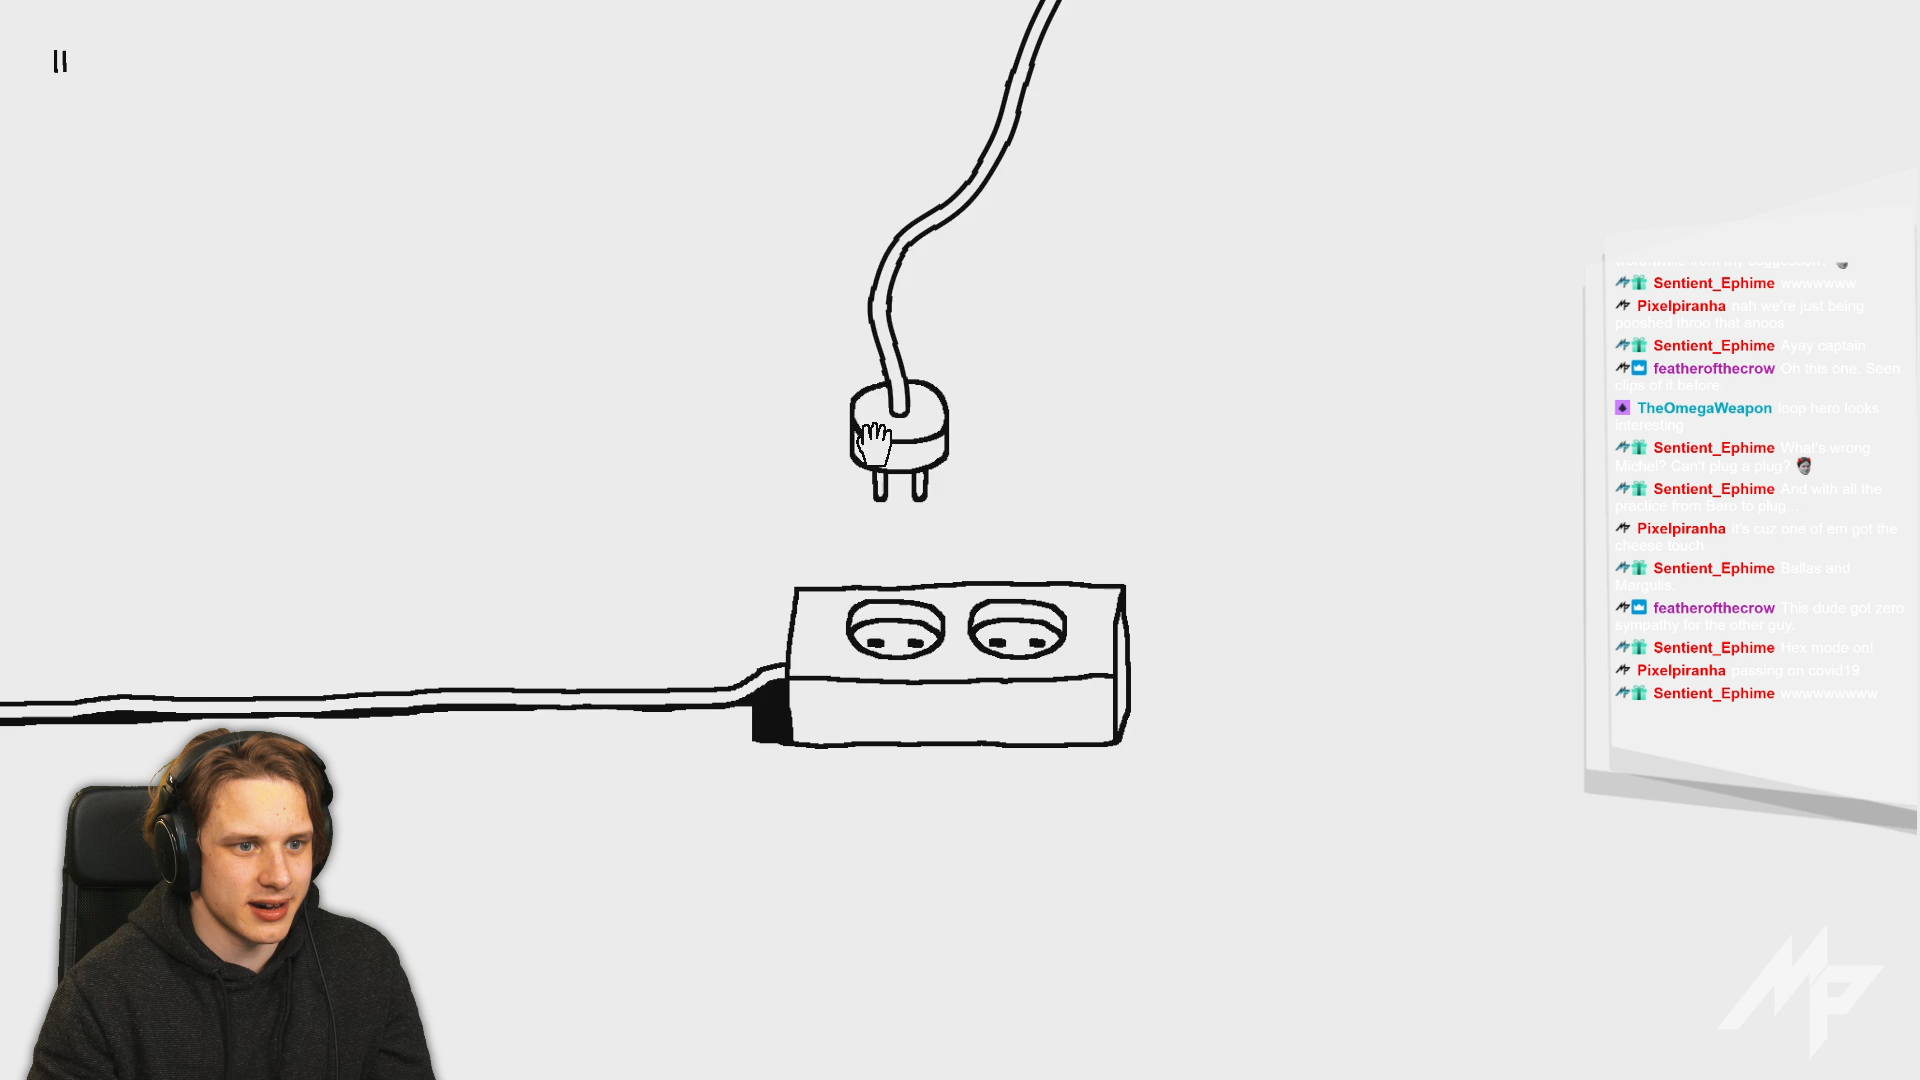 Sentient_Ephime wwwwwww
Pixelpiranha nah we're just being
pooshed throo that anoos
Sentient_Ephime Ayay captain
featherofthecrow Oh this one. Seen
clips of it before
TheOmegaWeapon loop hero looks
interesting
Sentient_Ephime What's wrong
Michel? Can't plug a plug?
Sentient_Ephime And with all the
practice from Baro to plug...
Pixelpiranha it's cuz one of em got the
cheese touch
Sentient_Ephime Ballas and
Margulis.
featherofthecrow This dude got zero
sympathy for the other guy.
Sentient_Ephime Hex mode on!
Pixelpiranha passing on covid19
Sentient_Ephime wwwwwwwww
MP